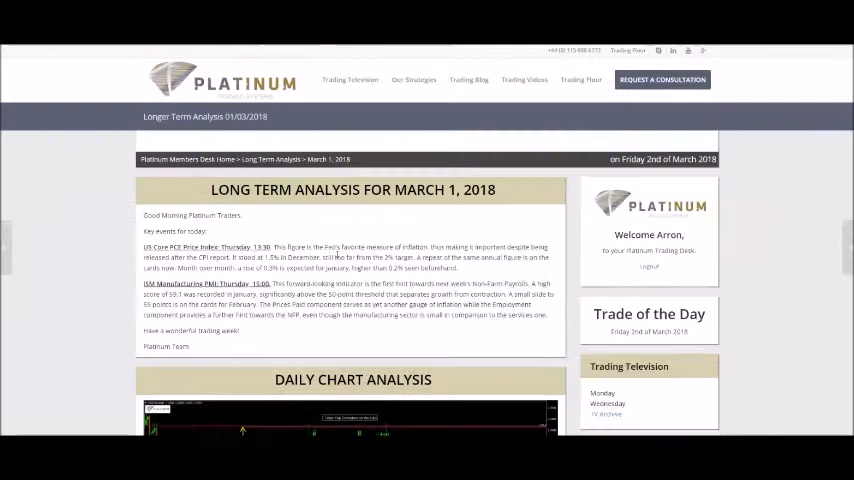 +44 (0) 115 988 6272 Trading Floor
PLATINUM
TRADING SYSTEMS
Trading Television Our Strategies Trading Blog Trading Videos Trading Floor REQUEST A CONSULTATION
Longer Term Analysis 01/03/2018
Platinum Members Desk Home > Long Term Analysis > March 1, 2018 on Friday 2nd of March 2018
LONG TERM ANALYSIS FOR MARCH 1, 2018
Good Morning Platinum Traders,
Key events for today:
US Core PCE Price Index: Thursday, 13:30. This figure is the Fed's favorite measure of inflation, thus making it important despite being
released after the CPI report. It stood at 1.5% in December, still too far from the 2% target. A repeat of the same annual figure is on the
cards now. Month over month, a rise of 0.3% is expected for January, higher than 0.2% seen beforehand.
ISM Manufacturing PMI: Thursday, 15:00. This forward-looking indicator is the first hint towards next week's Non-Farm Payrolls. A high
score of 59.1 was recorded in January, significantly above the 50-point threshold that separates growth from contraction. A small slide to
59 points is on the cards for February. The Prices Paid component serves as yet another gauge of inflation while the Employment
component provides a further hint towards the NFP, even though the manufacturing sector is small in comparison to the services one.
Have a wonderful trading week!
Platinum Team
DAILY CHART ANALYSIS
PLATINUM
Welcome Arron,
to your Platinum Trading Desk.
Logout
Trade of the Day
Friday 2nd of March 2018
Trading Television
Monday
Wednesday
TV Archive